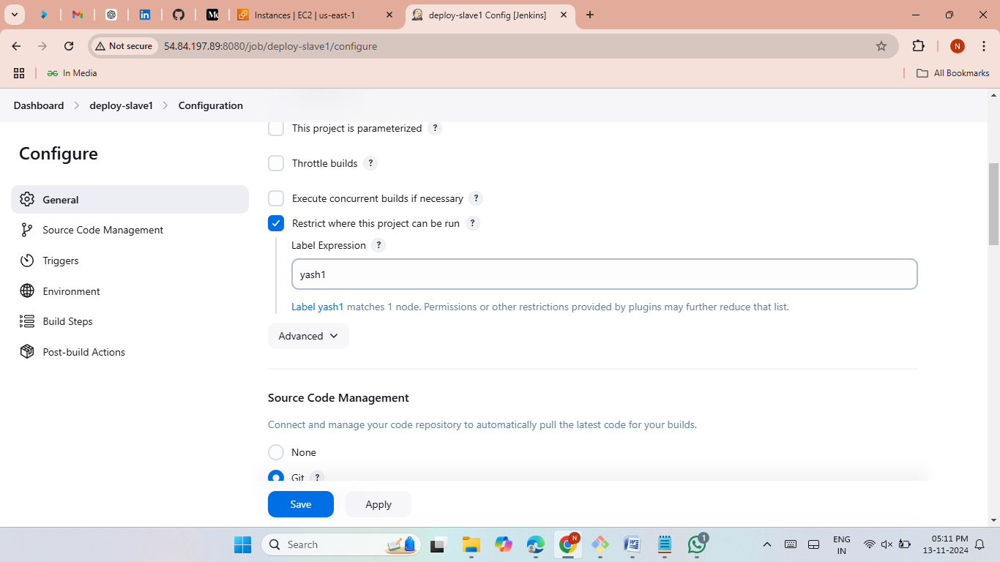 Instances | EC2 | us-east-1
deploy-slave1 Config [Jenkins]
Not secure
54.84.197.89:8080/job/deploy-slave1/configure
N
In Media
All Bookmarks
Dashboard
deploy-slave1
Configuration
Configure
General
Source Code Management
Triggers
Environment
Build Steps
Post-build Actions
This project is parameterized ?
Throttle builds ?
Execute concurrent builds if necessary ?
Restrict where this project can be run ?
Label Expression ?
yash1
Label yash1 matches 1 node. Permissions or other restrictions provided by plugins may further reduce that list.
Advanced
Source Code Management
Connect and manage your code repository to automatically pull the latest code for your builds.
None
Git ?
Save
Apply
Search
N
1
ENG
IN
05:11 PM
13-11-2024